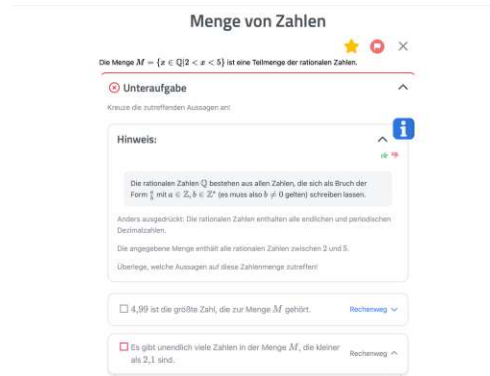 Menge von Zahlen
Die Menge M = {x ∈ ℚ|2 < x < 5} ist eine Teilmenge der rationalen Zahlen.
Unteraufgabe
Kreuze die zutreffenden Aussagen an!
Hinweis:
Die rationalen Zahlen ℚ bestehen aus allen Zahlen, die sich als Bruch der
Form a/b mit a ∈ ℤ, b ∈ ℤ* (es muss also b ≠ 0 gelten) schreiben lassen.
Anders ausgedrückt: Die rationalen Zahlen enthalten alle endlichen und periodischen
Dezimalzahlen.
Die angegebene Menge enthält alle rationalen Zahlen zwischen 2 und 5.
Überlege, welche Aussagen auf diese Zahlenmenge zutreffen!
4,99 ist die größte Zahl, die zur Menge M gehört. Rechenweg
Es gibt unendlich viele Zahlen in der Menge M, die kleiner
als 2,1 sind. Rechenweg